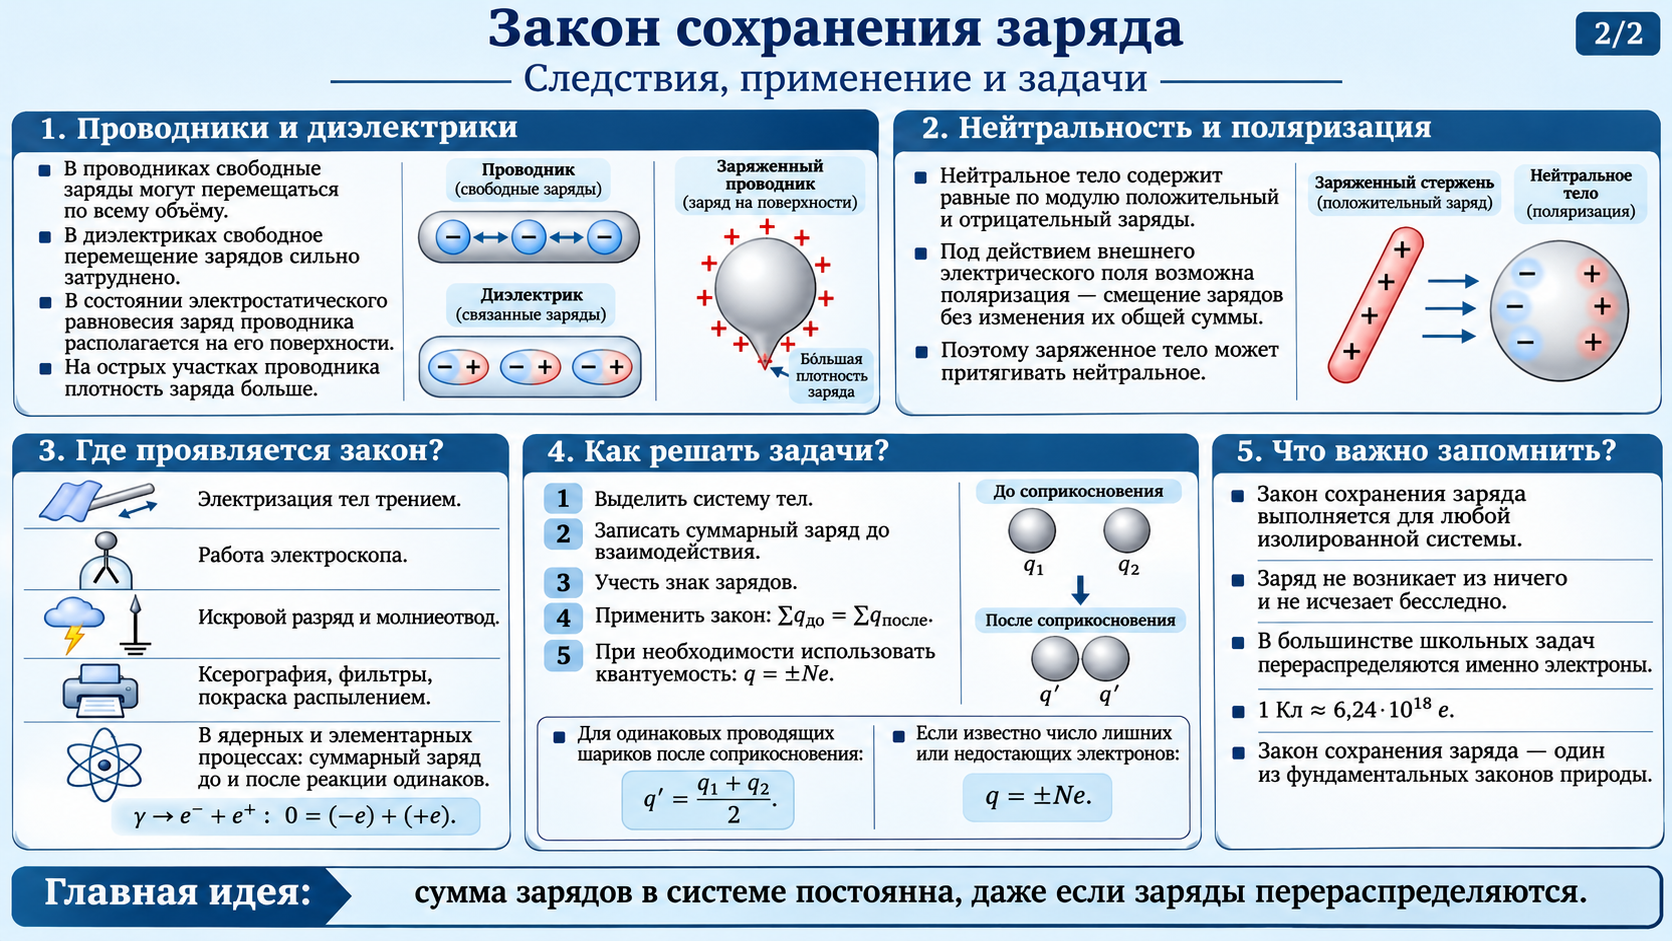 Закон сохранения заряда
2/2
Следствия, применение и задачи
1. Проводники и диэлектрики
В проводниках свободные
заряды могут перемещаться
по всему объёму.
В диэлектриках свободное
перемещение зарядов сильно
затруднено.
В состоянии электростатического
равновесия заряд проводника
располагается на его поверхности.
На острых участках проводника
плотность заряда больше.
Проводник
(свободные заряды)
− − −
Диэлектрик
(связанные заряды)
− + − + − +
Заряженный
проводник
(заряд на поверхности)
+ + + + + + + + + + + + +
Бо́льшая
плотность
заряда
2. Нейтральность и поляризация
Нейтральное тело содержит
равные по модулю положительный
и отрицательный заряды.
Под действием внешнего
электрического поля возможна
поляризация — смещение зарядов
без изменения их общей суммы.
Поэтому заряженное тело может
притягивать нейтральное.
Заряженный стержень
(положительный заряд)
+ + + +
Нейтральное
тело
(поляризация)
− +
− +
− +
3. Где проявляется закон?
Электризация тел трением.
Работа электроскопа.
Искровой разряд и молниеотвод.
Ксерография, фильтры,
покраска распылением.
В ядерных и элементарных
процессах: суммарный заряд
до и после реакции одинаков.
γ → e⁻ + e⁺ : 0 = (−e) + (+e).
4. Как решать задачи?
1 Выделить систему тел.
2 Записать суммарный заряд до
взаимодействия.
3 Учесть знак зарядов.
4 Применить закон: ∑q_до = ∑q_после.
5 При необходимости использовать
квантуемость: q = ±Ne.
До соприкосновения
q₁ q₂
После соприкосновения
q′ q′
Для одинаковых проводящих
шариков после соприкосновения:
q′ = (q₁ + q₂)/2.
Если известно число лишних
или недостающих электронов:
q = ±Ne.
5. Что важно запомнить?
Закон сохранения заряда
выполняется для любой
изолированной системы.
Заряд не возникает из ничего
и не исчезает бесследно.
В большинстве школьных задач
перераспределяются именно электроны.
1 Кл ≈ 6,24·10¹⁸ e.
Закон сохранения заряда — один
из фундаментальных законов природы.
Главная идея:
сумма зарядов в системе постоянна, даже если заряды перераспределяются.